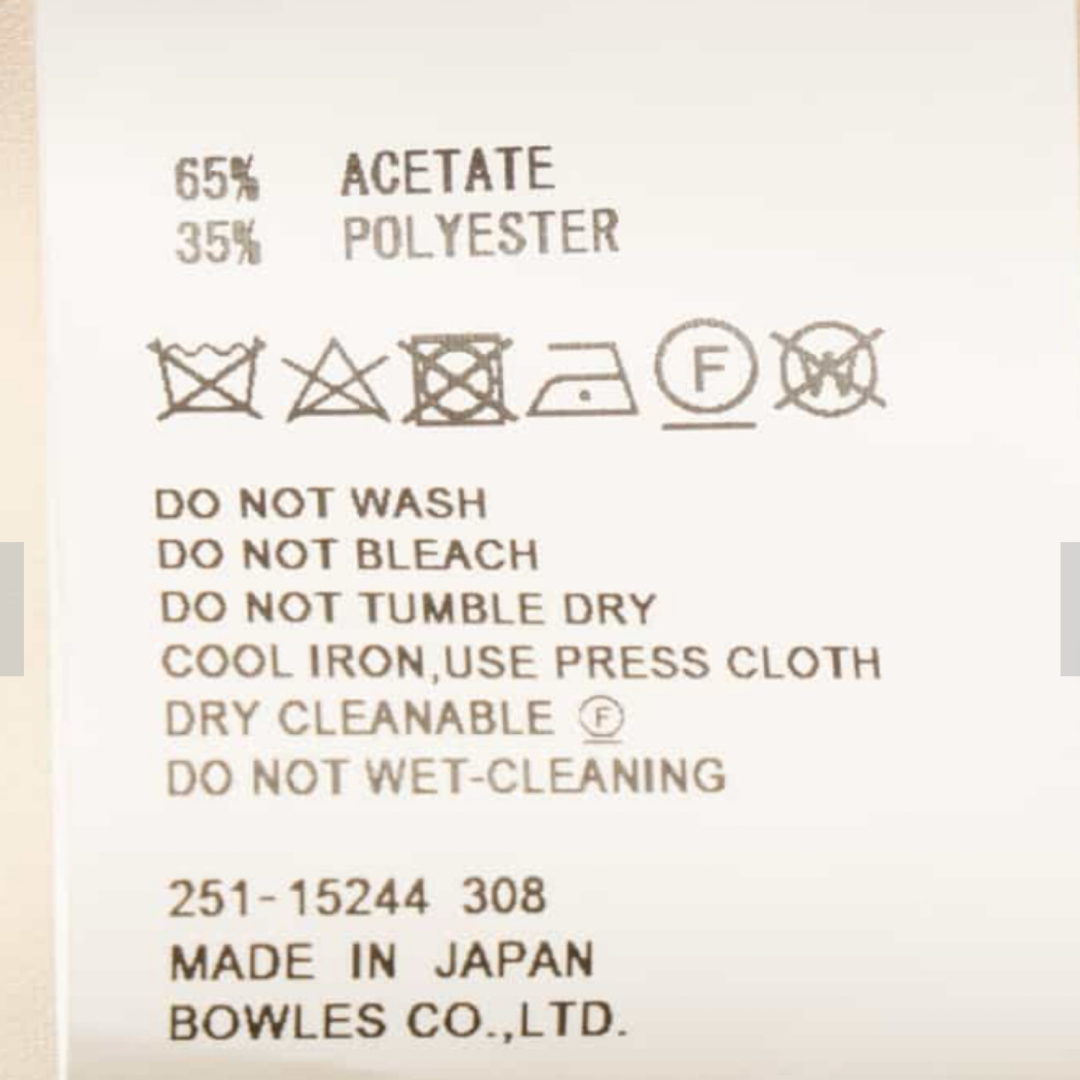 65% ACETATE
35% POLYESTER
F W
DO NOT WASH
DO NOT BLEACH
DO NOT TUMBLE DRY
COOL IRON,USE PRESS CLOTH
DRY CLEANABLE Ⓕ
DO NOT WET-CLEANING
251-15244 308
MADE IN JAPAN
BOWLES CO.,LTD.